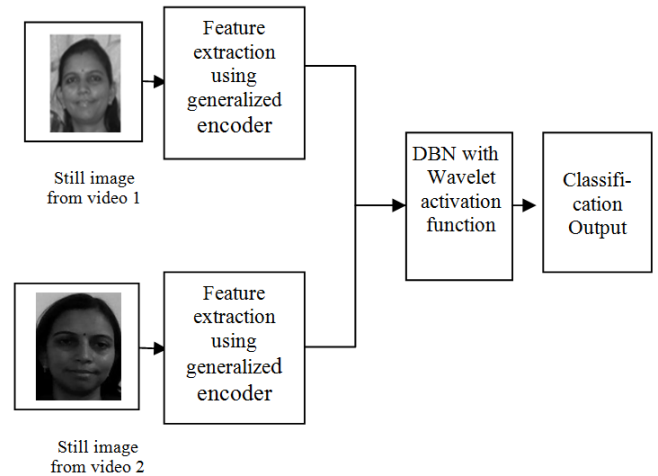 Feature
extraction
using
generalized
encoder
Still image
from video 1
DBN with
Wavelet
activation
function
Classifi-
cation
Output
Feature
extraction
using
generalized
encoder
Still image
from video 2